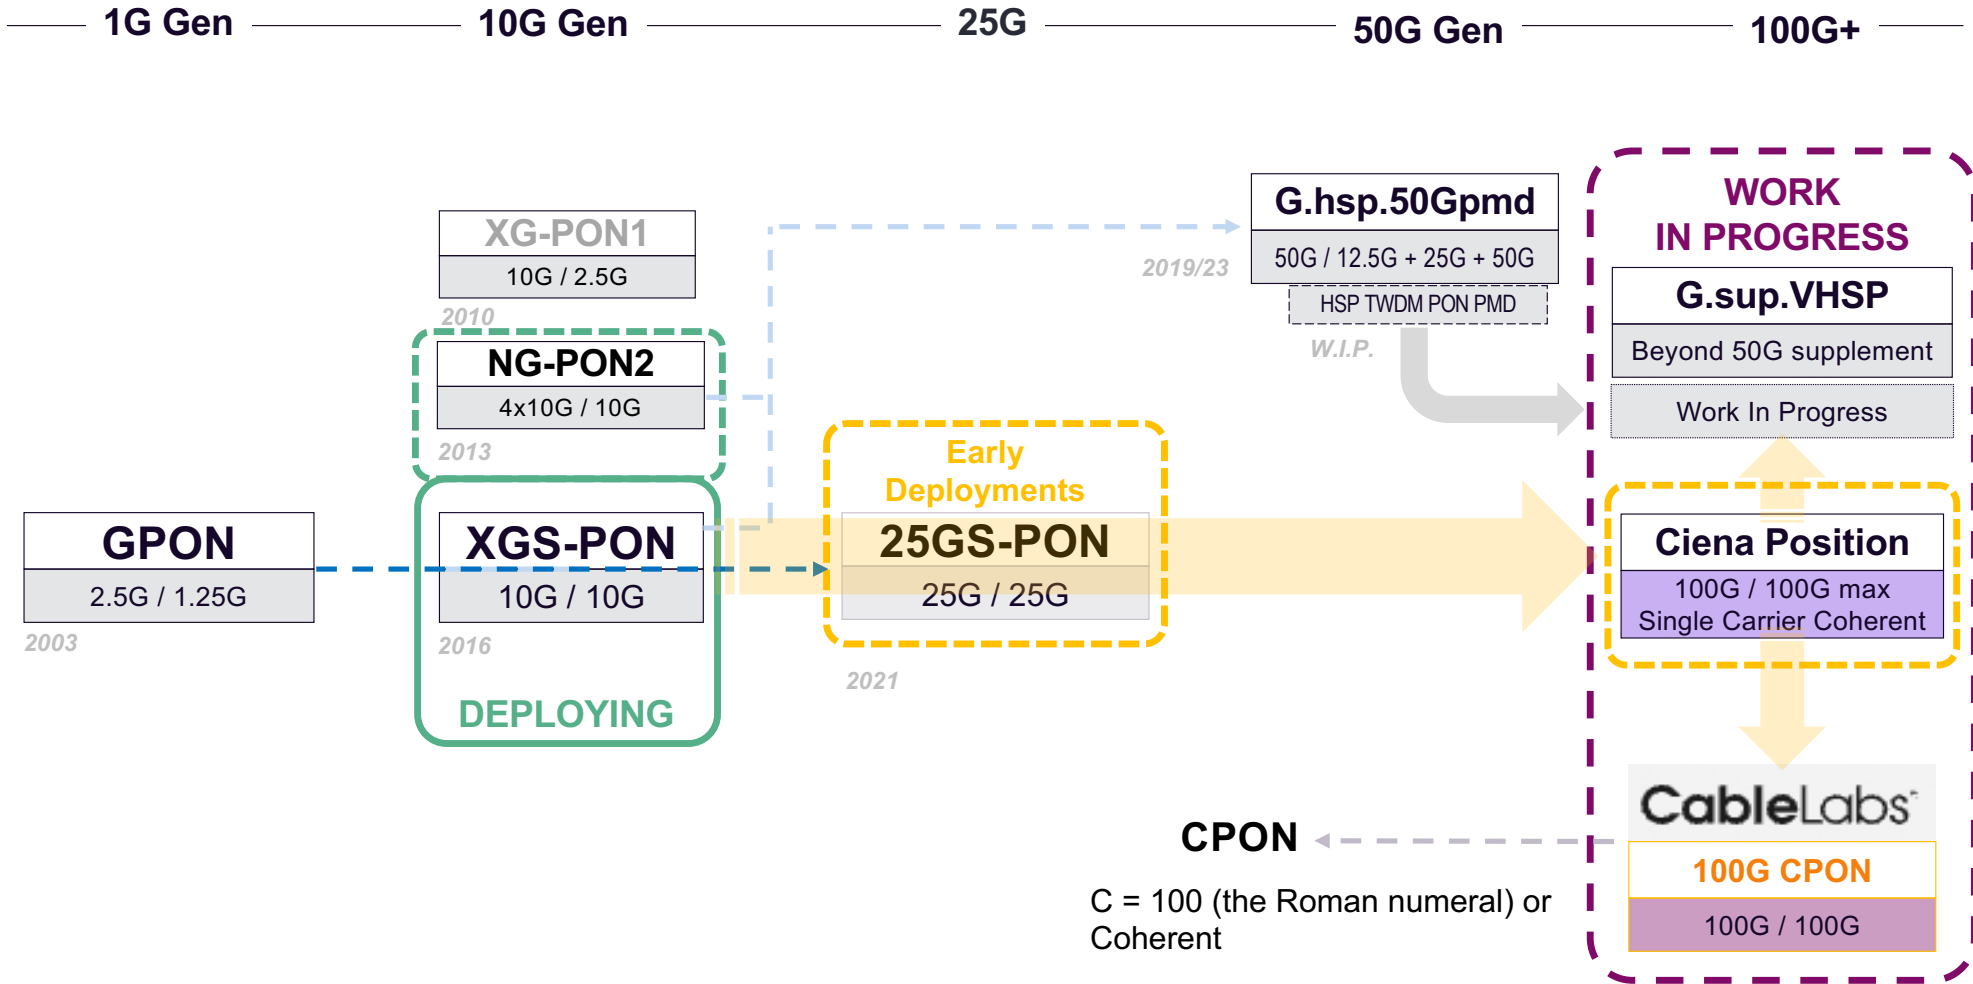 1G Gen
10G Gen
25G
50G Gen
100G+
XG-PON1
10G / 2.5G
2010
NG-PON2
4x10G / 10G
2013
GPON
2.5G / 1.25G
2003
XGS-PON
10G / 10G
2016
DEPLOYING
Early
Deployments
25GS-PON
25G / 25G
2021
G.hsp.50Gpmd
50G / 12.5G + 25G + 50G
2019/23
HSP TWDM PON PMD
W.I.P.
WORK
IN PROGRESS
G.sup.VHSP
Beyond 50G supplement
Work In Progress
Ciena Position
100G / 100G max
Single Carrier Coherent
CableLabs
100G CPON
100G / 100G
CPON
C = 100 (the Roman numeral) or
Coherent